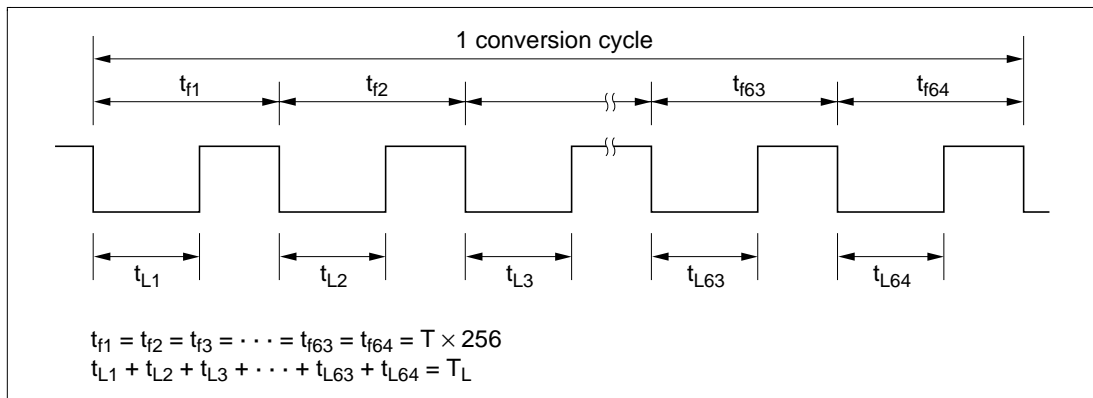 1 conversion cycle
tf1 tf2 tf63 tf64
tL1 tL2 tL3 tL63 tL64
tf1 = tf2 = tf3 = · · · = tf63 = tf64 = T × 256
tL1 + tL2 + tL3 + · · · + tL63 + tL64 = TL